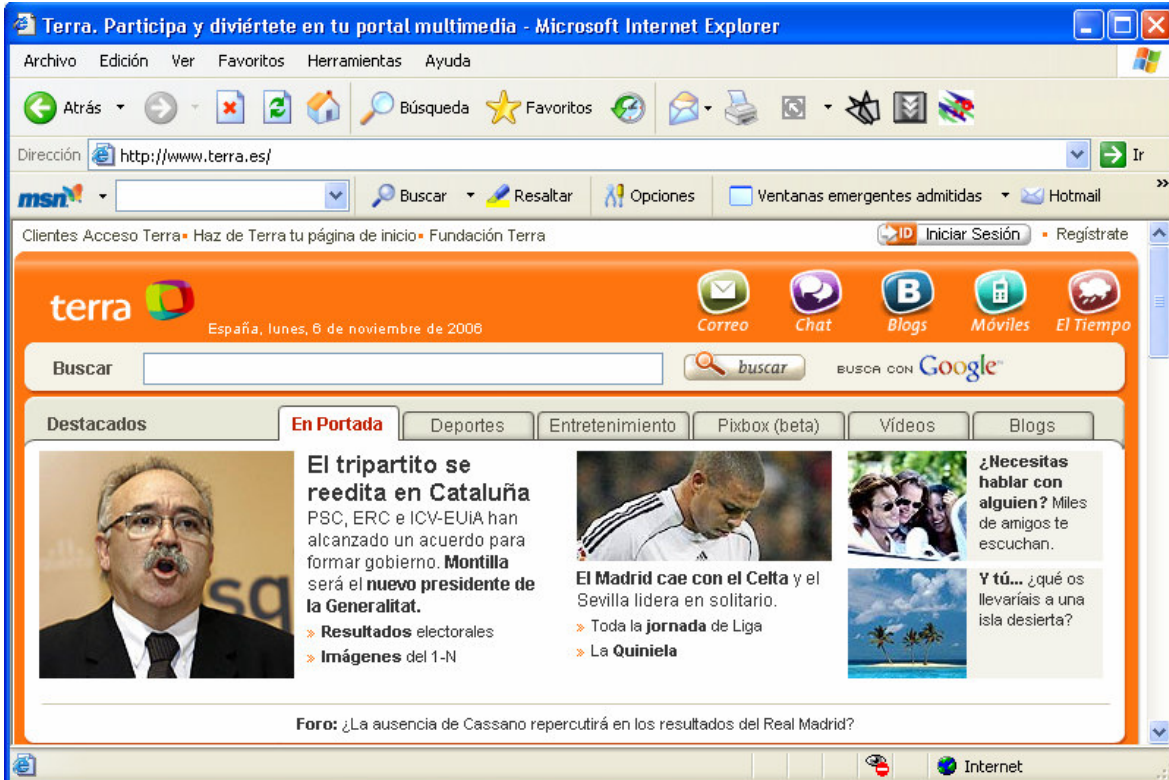 Terra. Participa y diviértete en tu portal multimedia - Microsoft Internet Explorer
Archivo Edición Ver Favoritos Herramientas Ayuda
Atrás Búsqueda Favoritos
Dirección http://www.terra.es/ Ir
msn Buscar Resaltar Opciones Ventanas emergentes admitidas Hotmail »
Clientes Acceso Terra▪ Haz de Terra tu página de inicio▪ Fundación Terra ID Iniciar Sesión ▪ Regístrate
terra
España, lunes, 6 de noviembre de 2006
Correo Chat Blogs Móviles El Tiempo
Buscar buscar BUSCA CON Google
Destacados En Portada Deportes Entretenimiento Pixbox (beta) Vídeos Blogs
sq
El tripartito se
reedita en Cataluña
PSC, ERC e ICV-EUiA han
alcanzado un acuerdo para
formar gobierno. Montilla
será el nuevo presidente de
la Generalitat.
» Resultados electorales
» Imágenes del 1-N
El Madrid cae con el Celta y el
Sevilla lidera en solitario.
» Toda la jornada de Liga
» La Quiniela
¿Necesitas
hablar con
alguien? Miles
de amigos te
escuchan.
Y tú... ¿qué os
llevaríais a una
isla desierta?
Foro: ¿La ausencia de Cassano repercutirá en los resultados del Real Madrid?
Internet